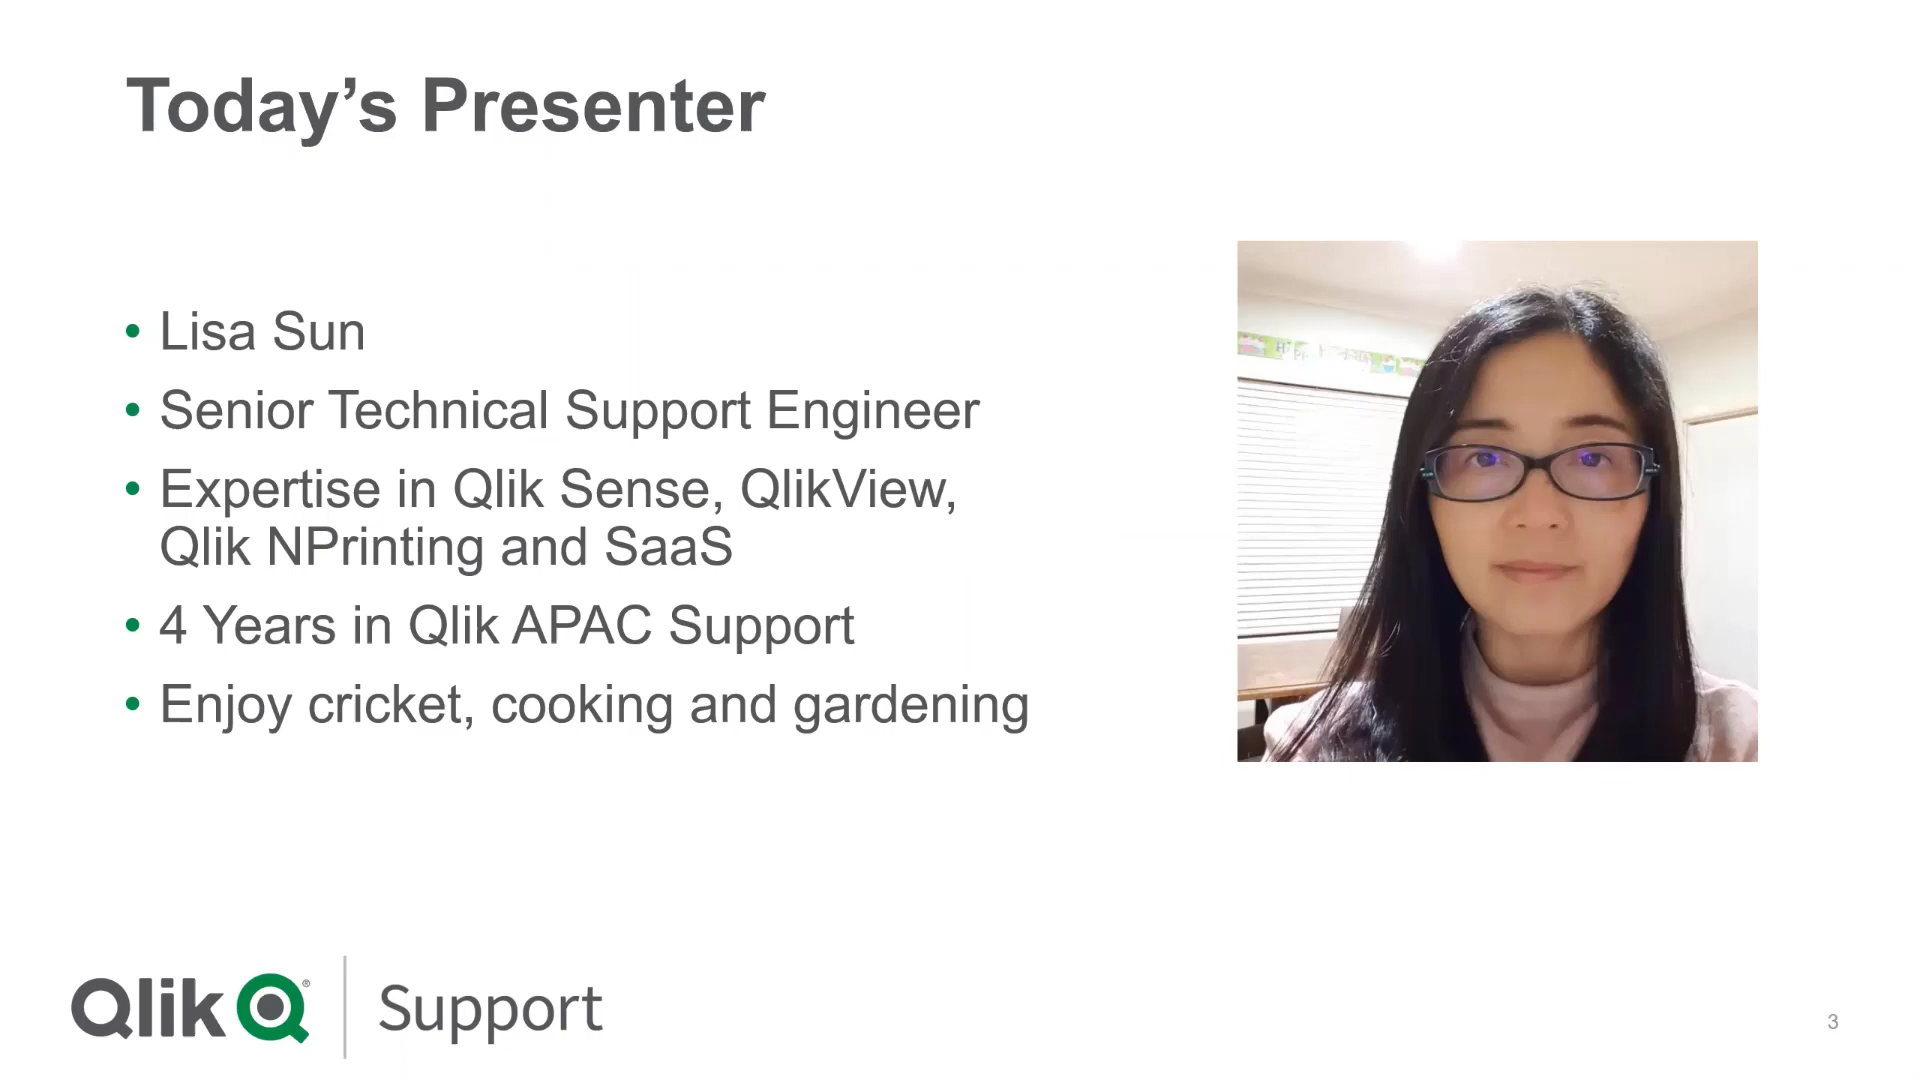 Today’s Presenter
• Lisa Sun
• Senior Technical Support Engineer
• Expertise in Qlik Sense, QlikView,
Qlik NPrinting and SaaS
• 4 Years in Qlik APAC Support
• Enjoy cricket, cooking and gardening
Qlik ® Support
3